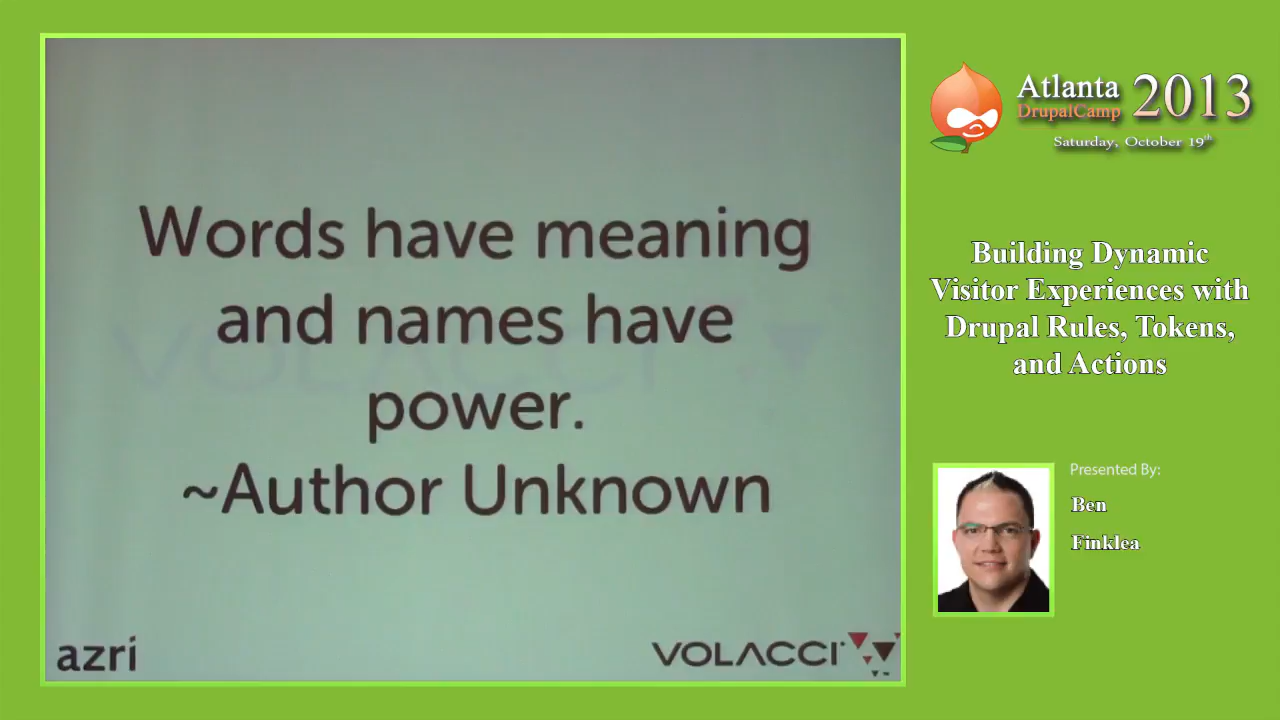 Words have meaning
and names have
power.
~Author Unknown
azri
VOLACCI
VOLACCI
Atlanta
DrupalCamp
2013
Saturday, October 19th
Building Dynamic
Visitor Experiences with
Drupal Rules, Tokens,
and Actions
Presented By:
Ben
Finklea